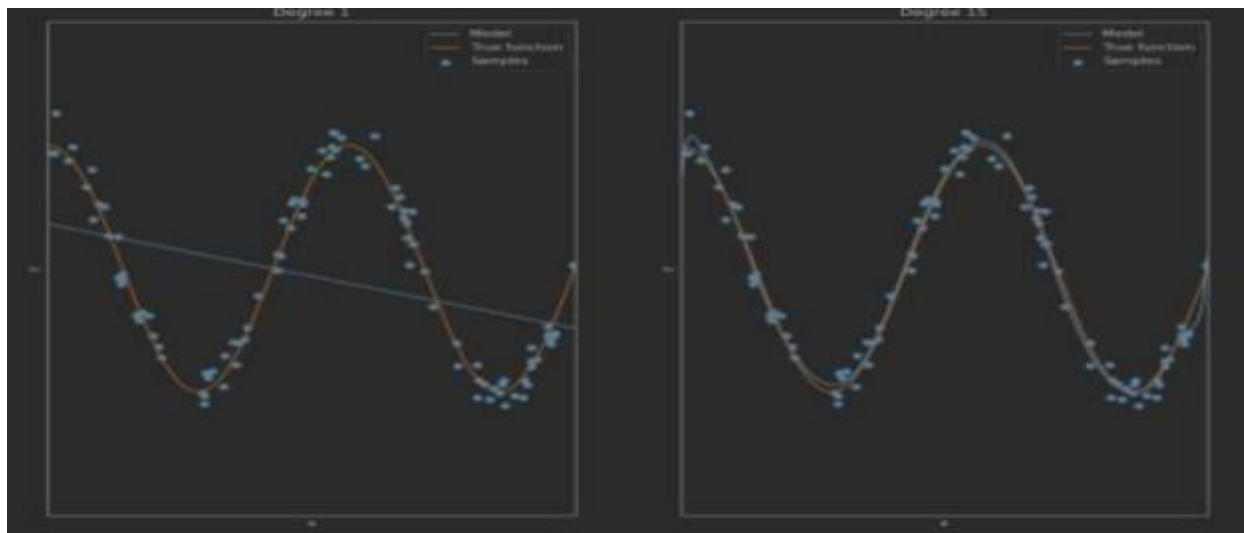 Degree 1
Model
True function
Samples
y
x
Degree 15
Model
True function
Samples
y
x